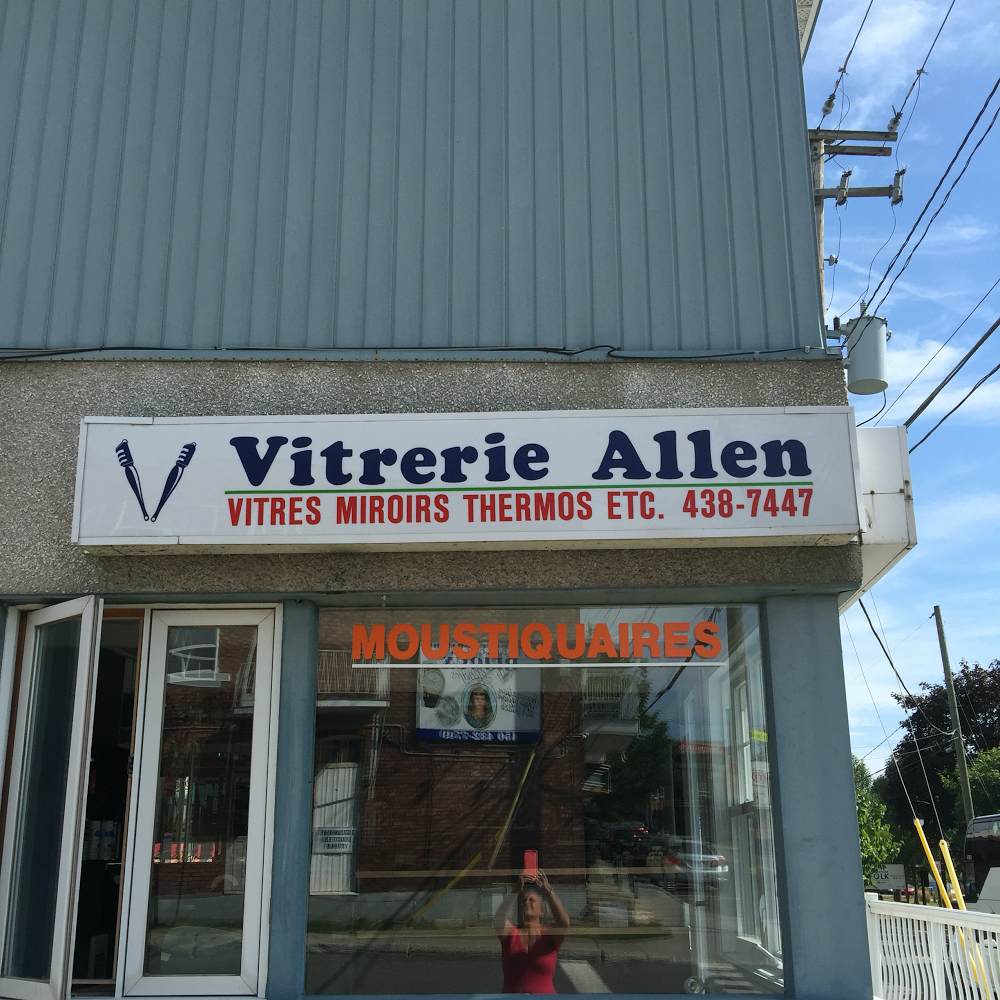 Vitrerie Allen
VITRES MIROIRS THERMOS ETC. 438-7447
MOUSTIQUAIRES